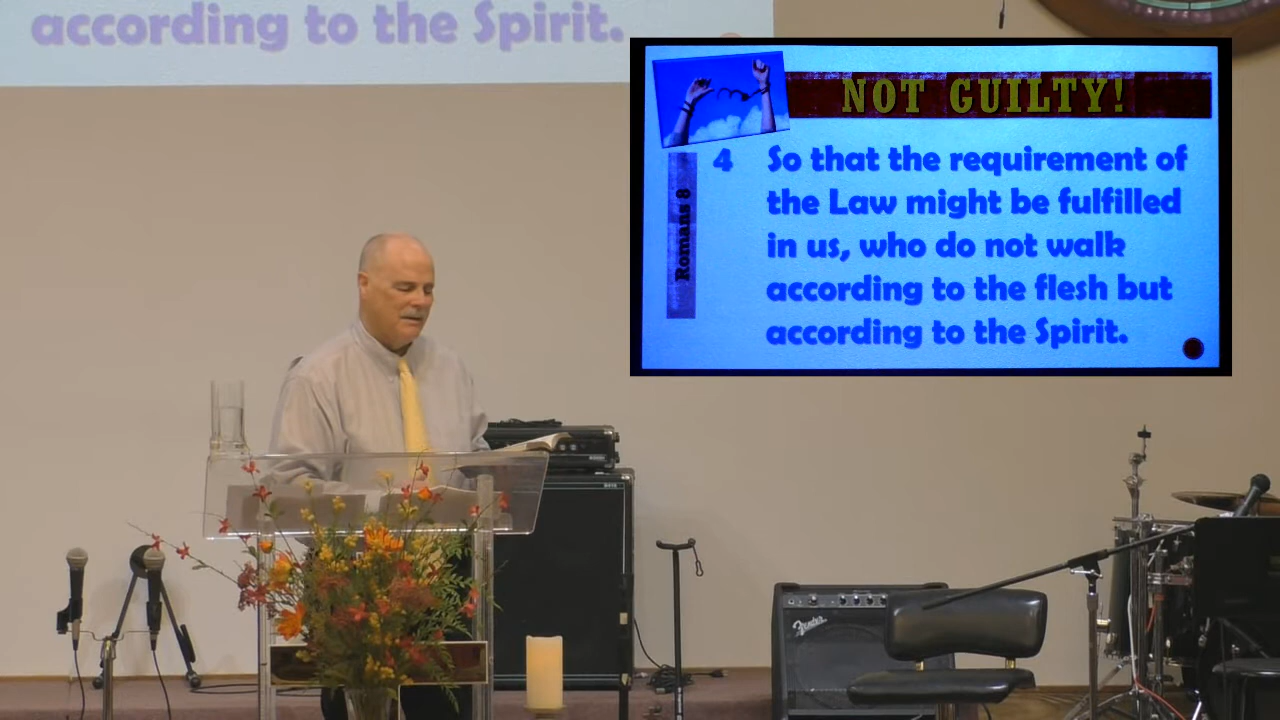 according to the Spirit.
NOT GUILTY!
Romans 8
4 So that the requirement of
the Law might be fulfilled
in us, who do not walk
according to the flesh but
according to the Spirit.
Fender